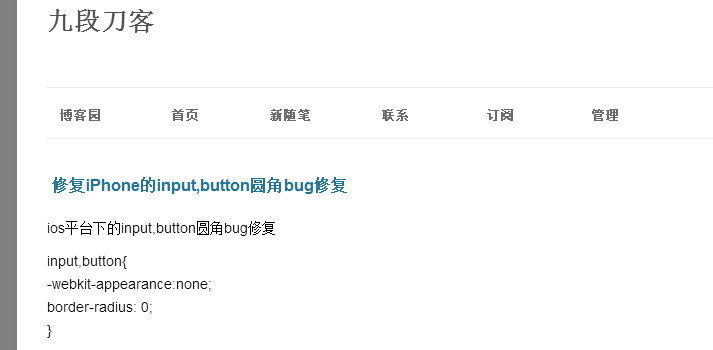 九段刀客
博客园 首页 新随笔 联系 订阅 管理
修复iPhone的input,button圆角bug修复
ios平台下的input,button圆角bug修复
input,button{
-webkit-appearance:none;
border-radius: 0;
}